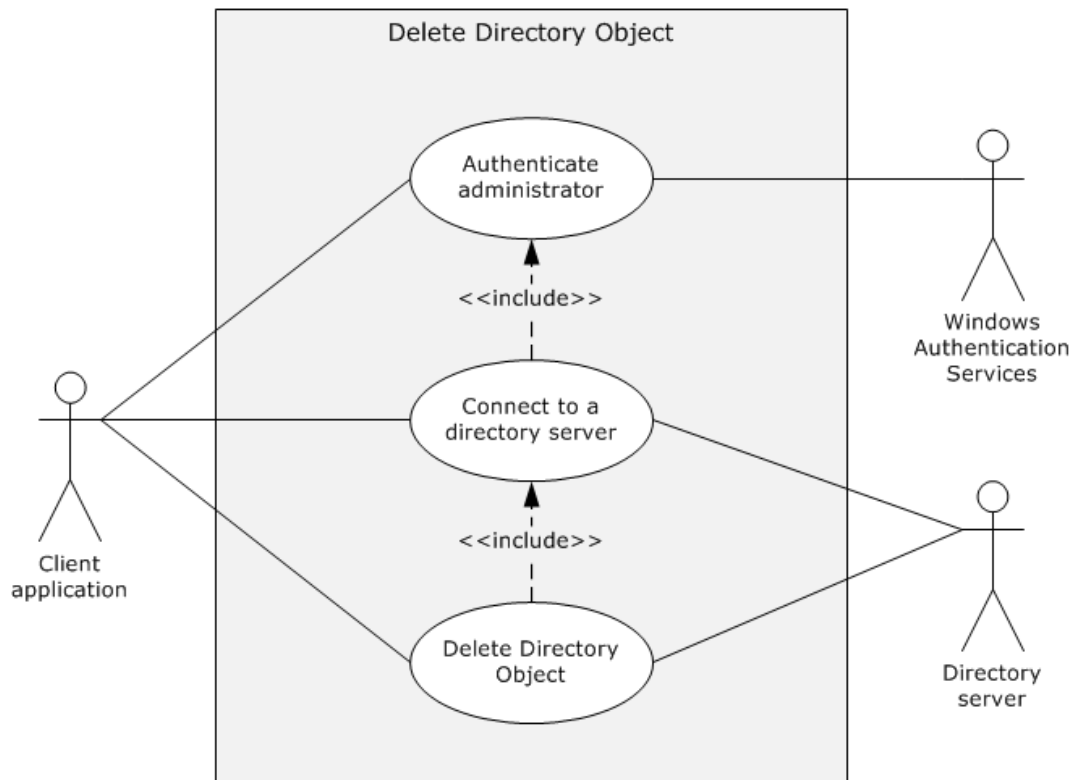 Delete Directory Object
Authenticate
administrator
<<include>>
Windows
Authentication
Services
Connect to a
directory server
<<include>>
Client
application
Delete Directory
Object
Directory
server